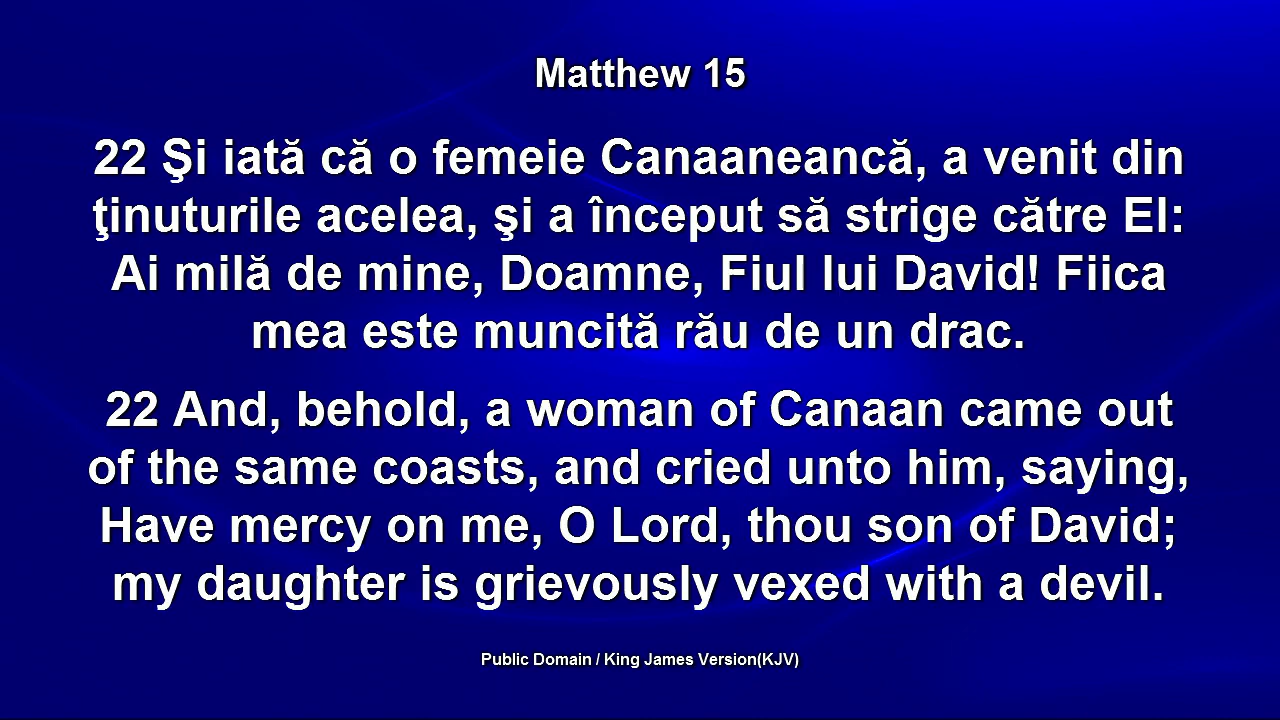 Matthew 15
22 Şi iată că o femeie Canaaneancă, a venit din
ţinuturile acelea, şi a început să strige către El:
Ai milă de mine, Doamne, Fiul lui David! Fiica
mea este muncită rău de un drac.
22 And, behold, a woman of Canaan came out
of the same coasts, and cried unto him, saying,
Have mercy on me, O Lord, thou son of David;
my daughter is grievously vexed with a devil.
Public Domain / King James Version(KJV)